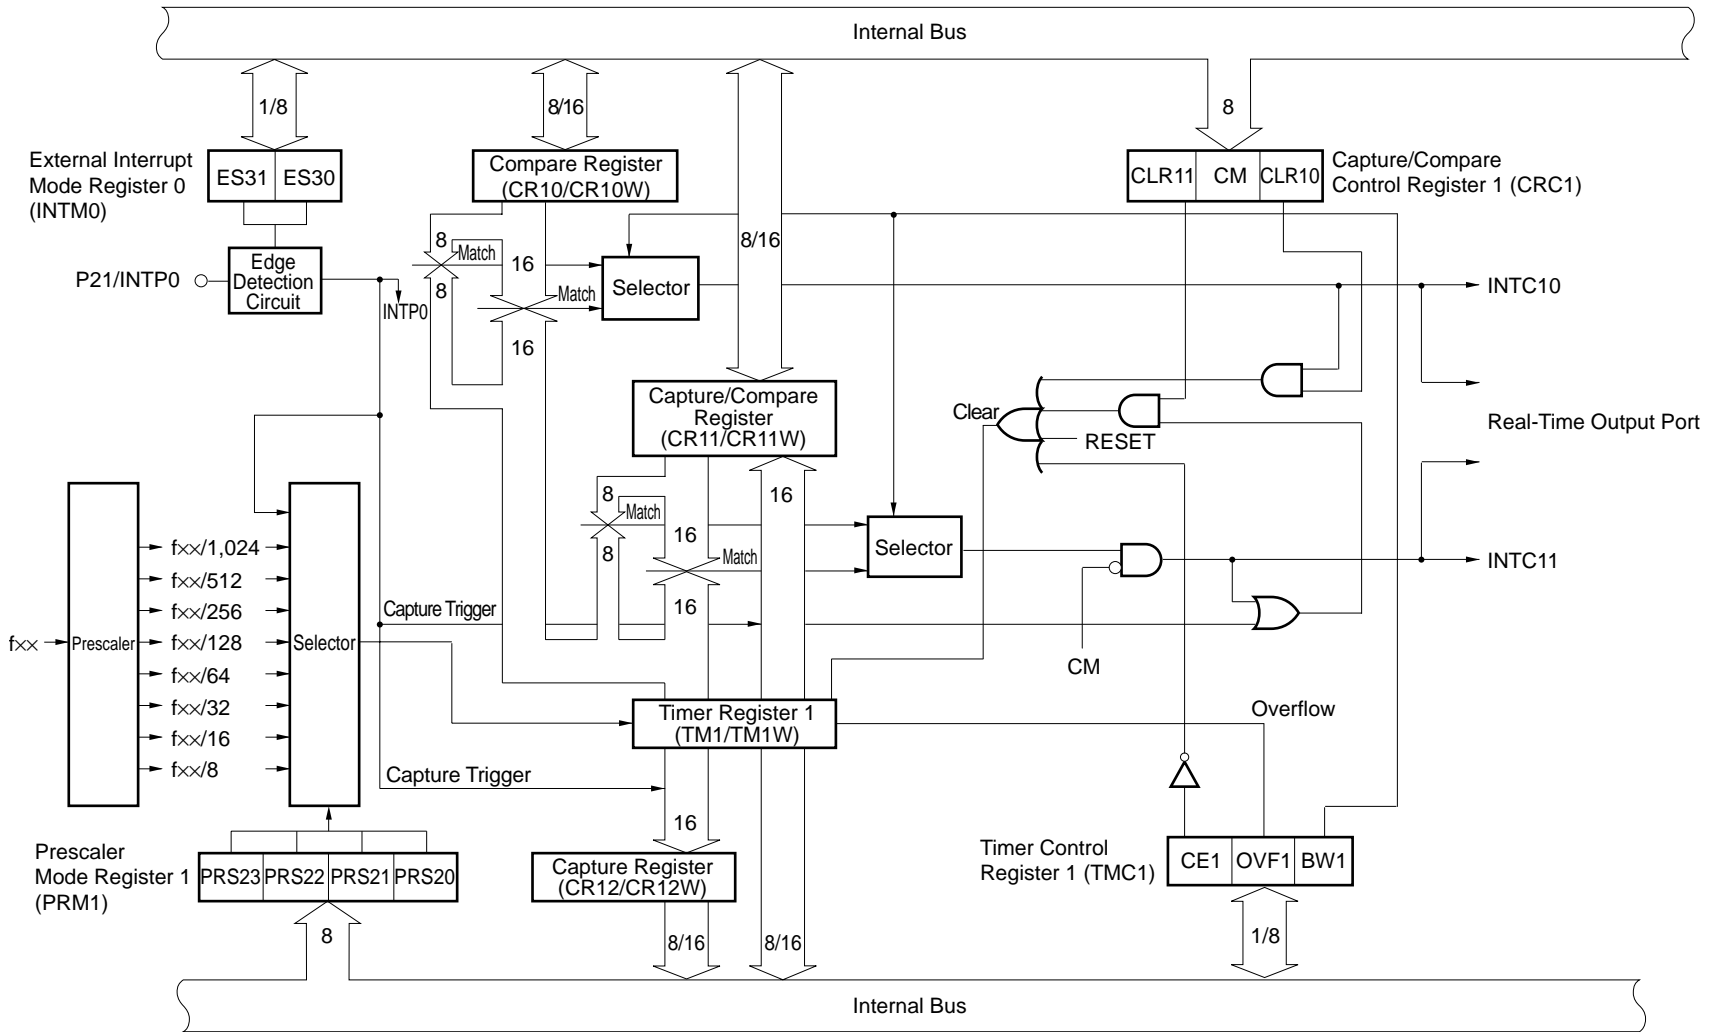 Internal Bus
1/8
8/16
8
External Interrupt
Mode Register 0
(INTM0)
ES31
ES30
Compare Register
(CR10/CR10W)
CLR11
CM
CLR10
Capture/Compare
Control Register 1 (CRC1)
8
Match
16
8/16
8
P21/INTP0
Edge
Detection
Circuit
INTP0
Match
16
Selector
INTC10
Capture/Compare
Register
(CR11/CR11W)
Clear
RESET
Real-Time Output Port
8
Match
16
16
8
Match
16
Selector
INTC11
fxx
Prescaler
fxx/1,024
fxx/512
fxx/256
fxx/128
fxx/64
fxx/32
fxx/16
fxx/8
Selector
Capture Trigger
CM
Timer Register 1
(TM1/TM1W)
Overflow
Capture Trigger
16
Prescaler
Mode Register 1
(PRM1)
PRS23
PRS22
PRS21
PRS20
Capture Register
(CR12/CR12W)
Timer Control
Register 1 (TMC1)
CE1
OVF1
BW1
8
8/16
8/16
1/8
Internal Bus